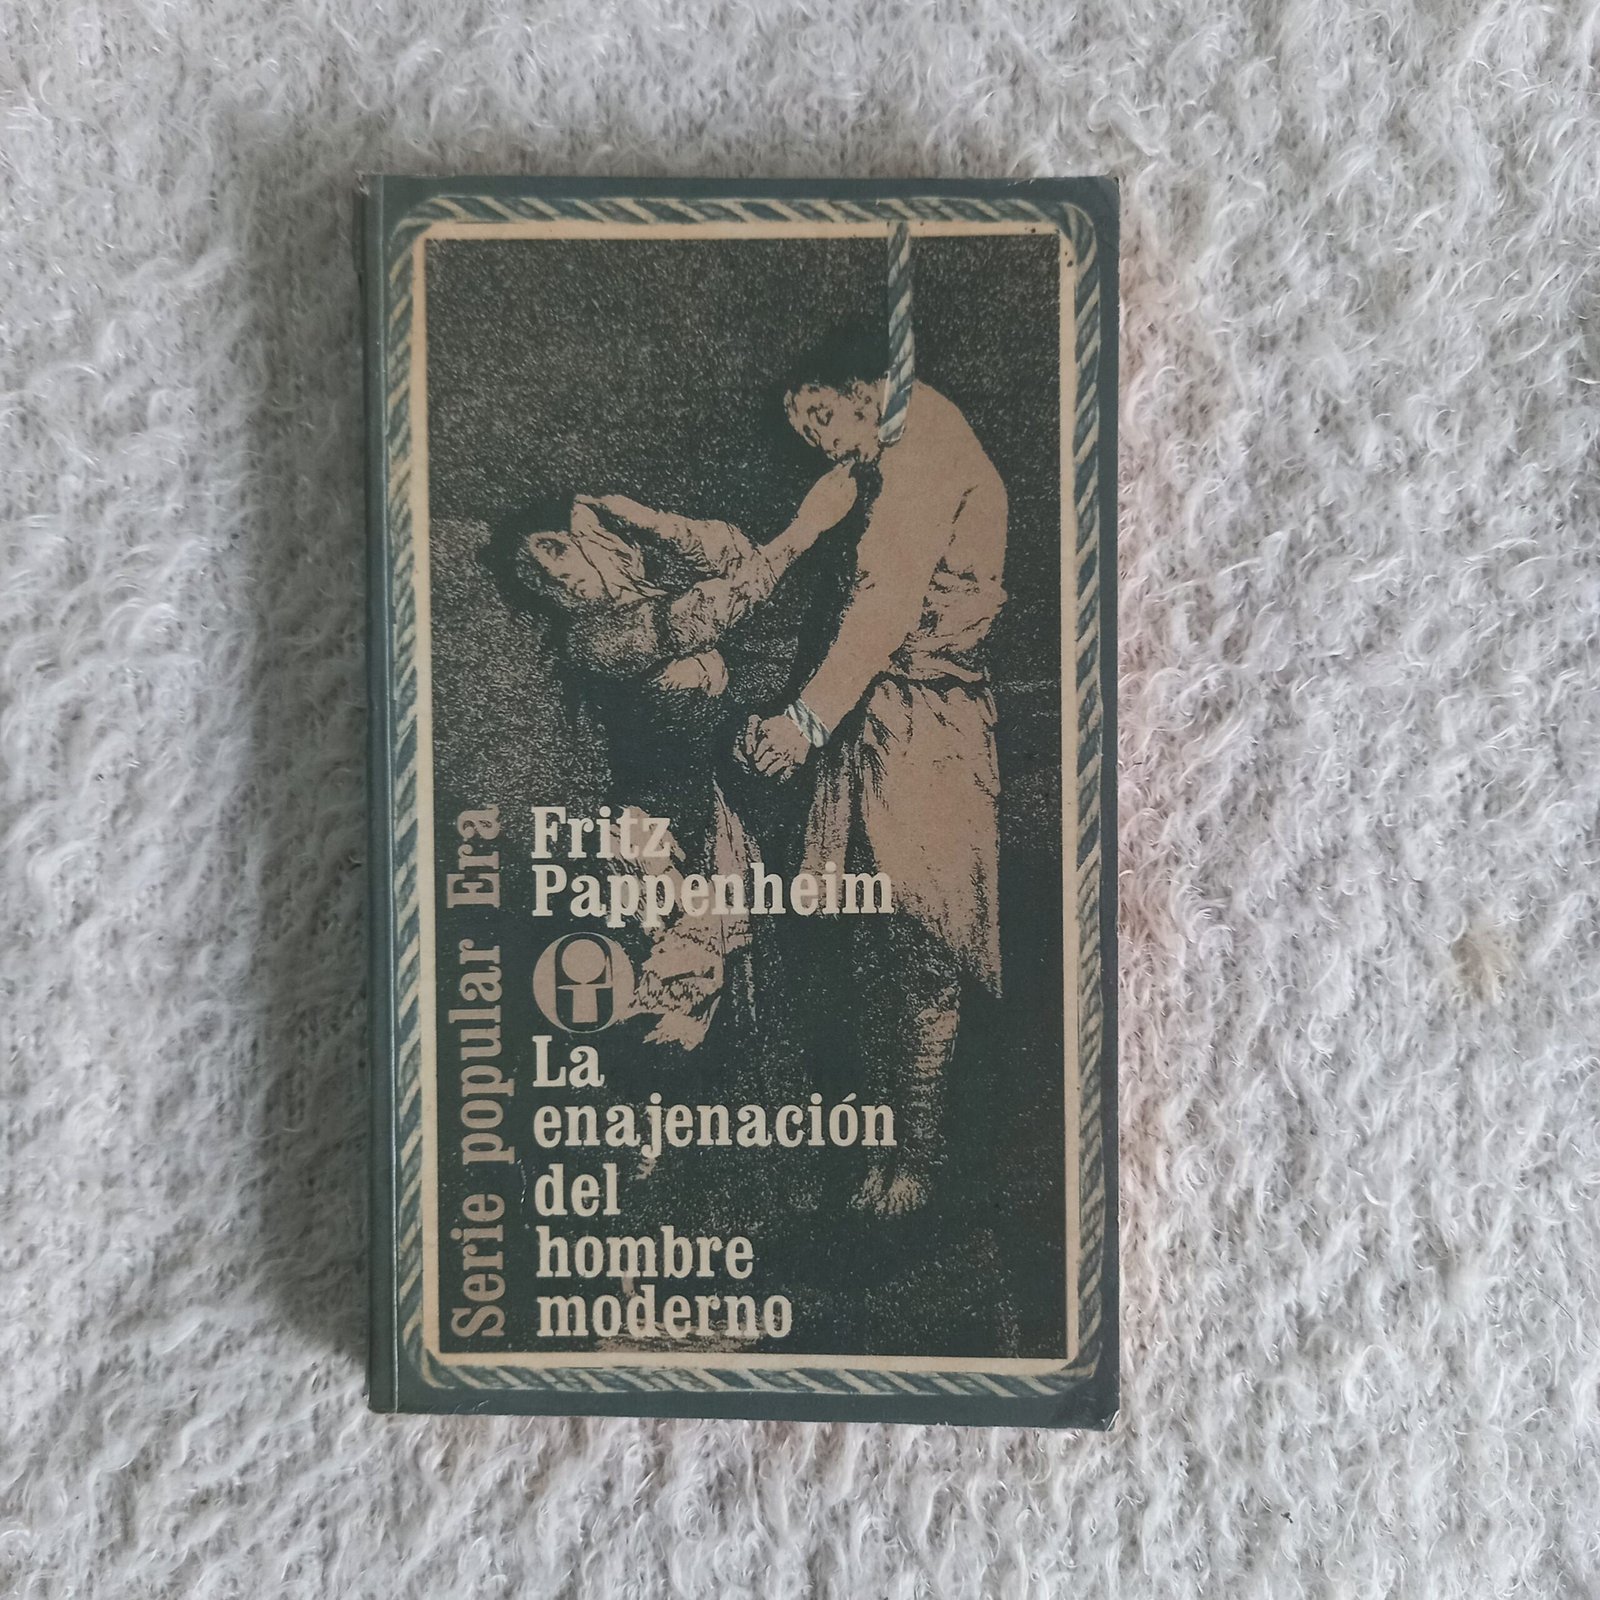 Serie popular Era
Fritz
Pappenheim
La
enajenación
del
hombre
moderno